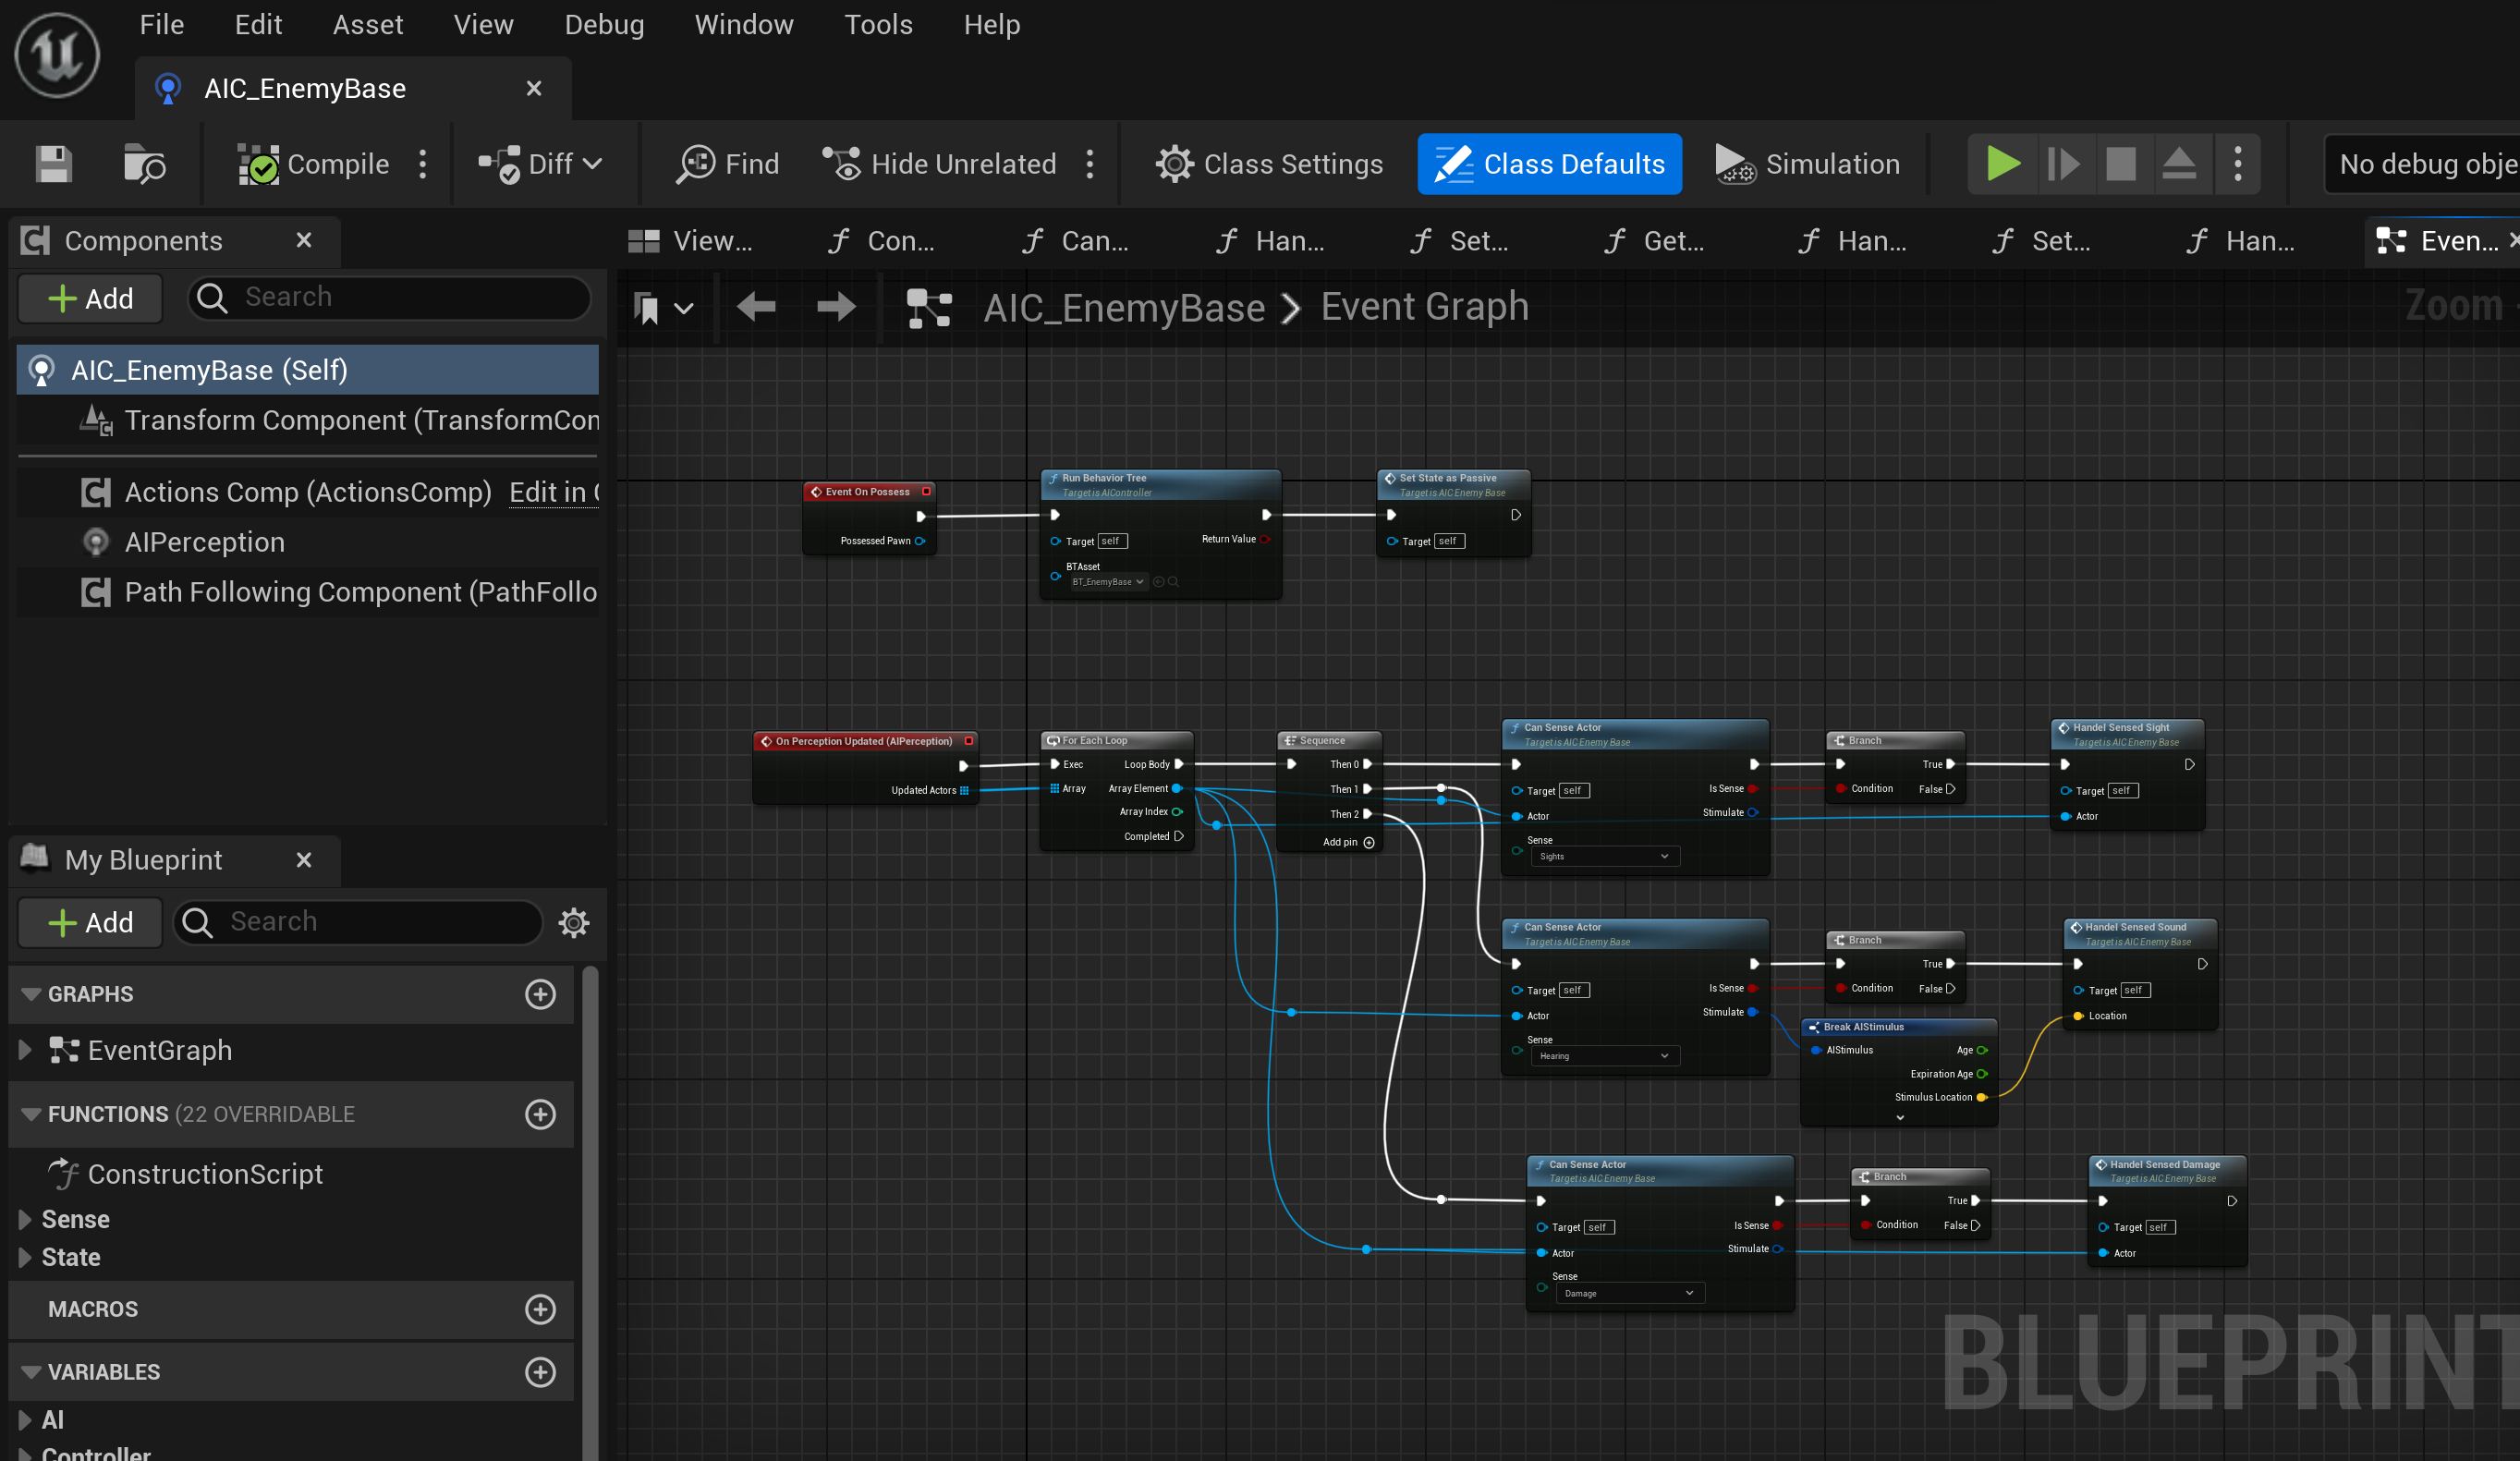 File Edit Asset View Debug Window Tools Help
AIC_EnemyBase
Compile Diff Find Hide Unrelated Class Settings Class Defaults Simulation No debug obje
Components
View... Con... Can... Han... Set... Get... Han... Set... Han... Even...
Add Search
AIC_EnemyBase > Event Graph
Zoom
AIC_EnemyBase (Self)
Transform Component (TransformCon
Actions Comp (ActionsComp) Edit in C
AIPerception
Path Following Component (PathFollo
My Blueprint
Add Search
GRAPHS
EventGraph
FUNCTIONS (22 OVERRIDABLE
ConstructionScript
Sense
State
MACROS
VARIABLES
AI
Controller
Event On Possess
Possessed Pawn
Run Behavior Tree
Target is AIController
Target self
Return Value
BTAsset
BT_EnemyBase
Set State as Passive
Target is AIC Enemy Base
Target self
On Perception Updated (AIPerception)
Updated Actors
For Each Loop
Exec Loop Body
Array Array Element
Array Index
Completed
Sequence
Then 0
Then 1
Then 2
Add pin
Can Sense Actor
Target is AIC Enemy Base
Target self
Is Sense
Actor
Stimulate
Sense
Sights
Branch
True
Condition False
Handel Sensed Sight
Target is AIC Enemy Base
Target self
Actor
Can Sense Actor
Target is AIC Enemy Base
Target self
Is Sense
Actor
Stimulate
Sense
Hearing
Branch
True
Condition False
Handel Sensed Sound
Target is AIC Enemy Base
Target self
Location
Break AIStimulus
AIStimulus Age
Expiration Age
Stimulus Location
Can Sense Actor
Target is AIC Enemy Base
Target self
Is Sense
Actor
Stimulate
Sense
Damage
Branch
True
Condition False
Handel Sensed Damage
Target is AIC Enemy Base
Target self
Actor
BLUEPRINT